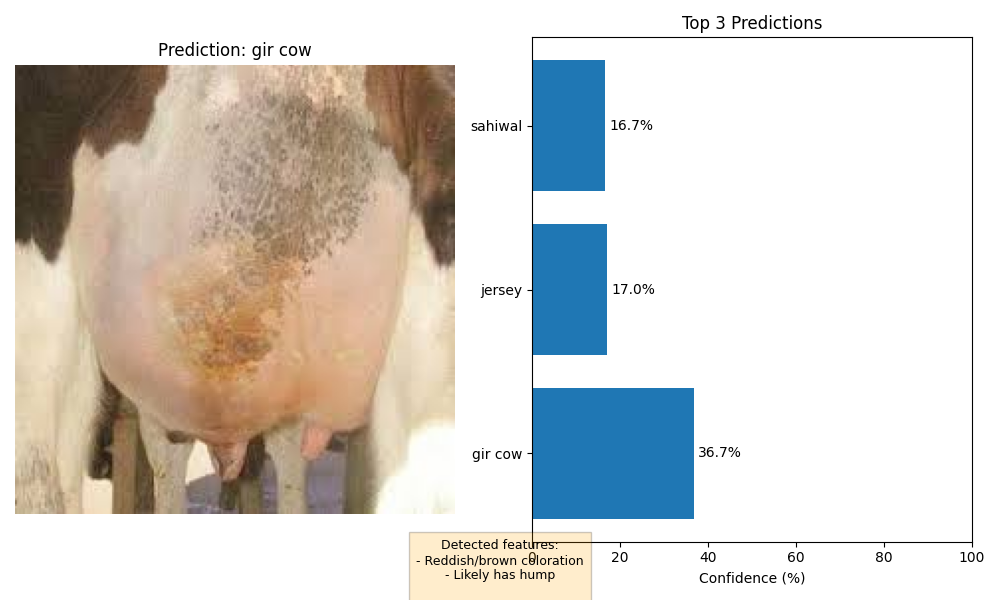 Prediction: gir cow
Top 3 Predictions
sahiwal
16.7%
jersey
17.0%
gir cow
36.7%
0 20 40 60 80 100
Confidence (%)
Detected features:
- Reddish/brown coloration
- Likely has hump